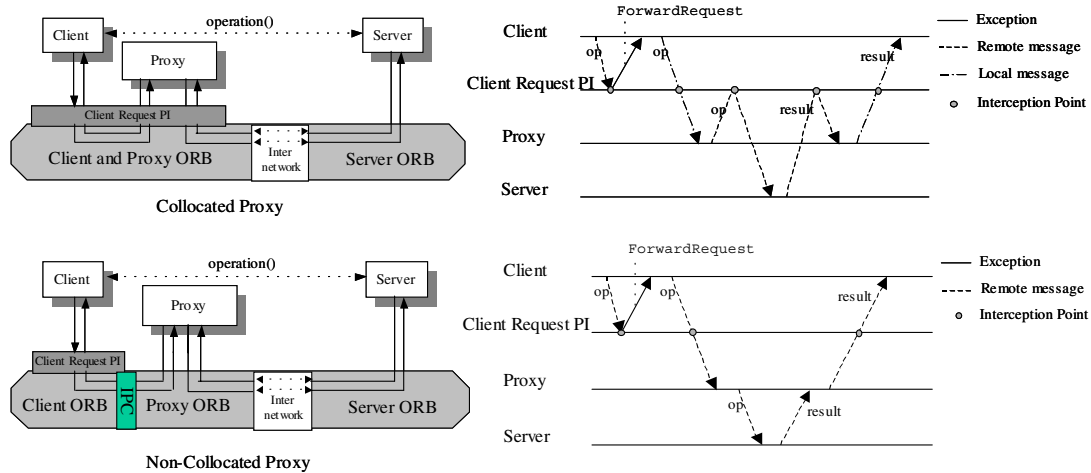 operation()
Client
Server
Proxy
Client Request PI
Client and Proxy ORB
Inter
network
Server ORB
Collocated Proxy
ForwardRequest
Client
op
op
result
Client Request PI
op
result
Proxy
Server
Exception
Remote message
Local message
Interception Point
operation()
Client
Server
Proxy
Client Request PI
Client ORB
IPC
Proxy ORB
Inter
network
Server ORB
Non-Collocated Proxy
ForwardRequest
Client
op
op
result
Client Request PI
Proxy
op
result
Server
Exception
Remote message
Interception Point